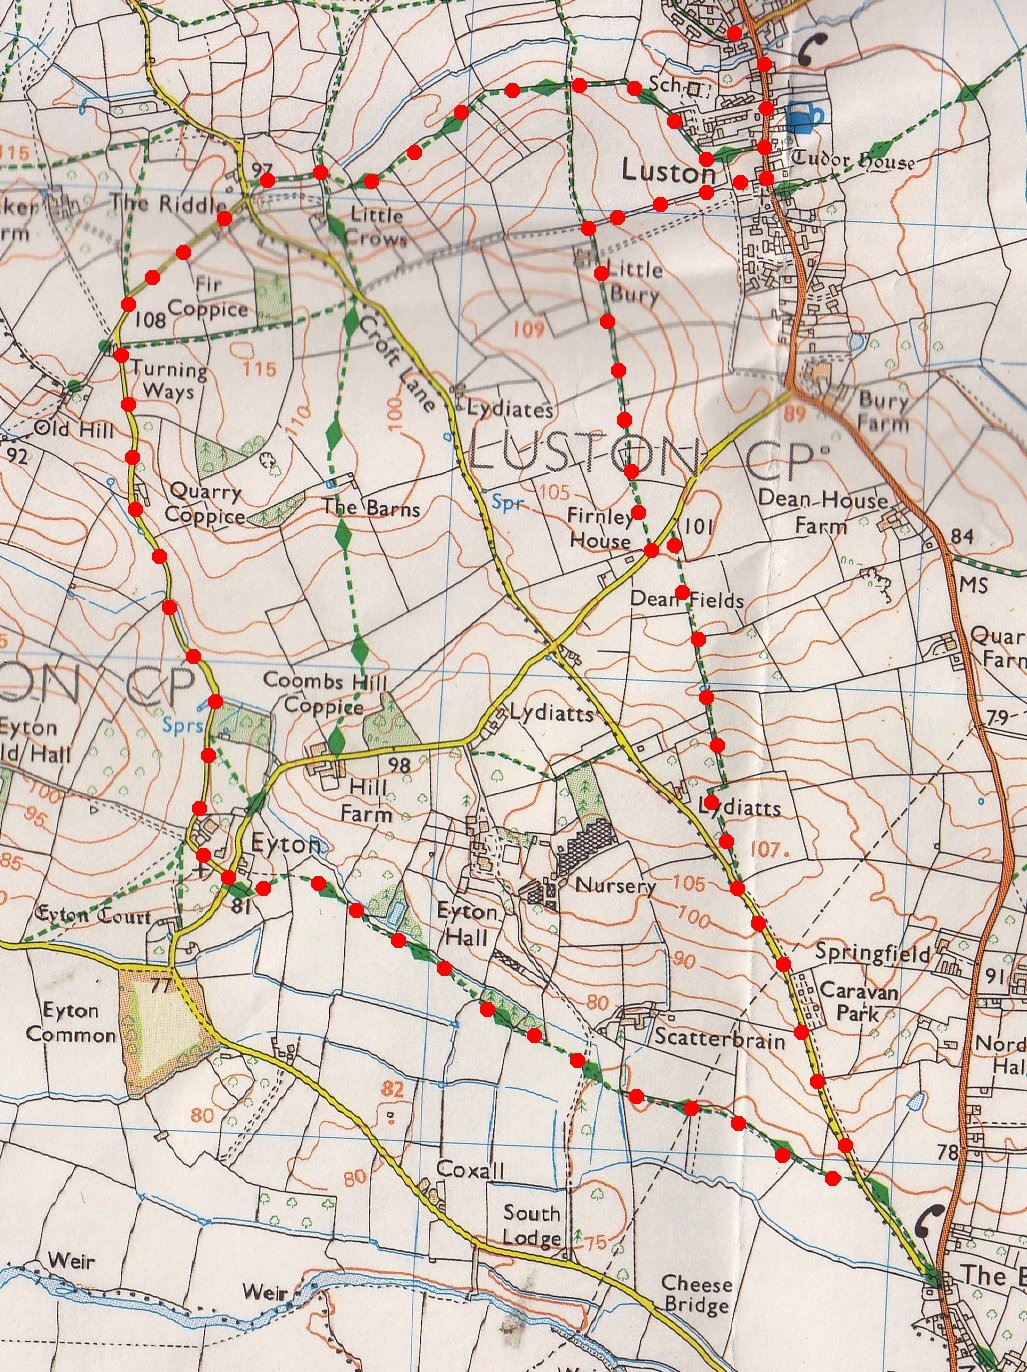 Sch
115
97
Luston
Tudor House
The Riddle
Little
Crows
ker
rm
Little
Bury
Fir
Coppice
108
109
115
Turning
Ways
Croft Lane
110
100
Lydiates
89
Bury
Farm
Old Hill
92
LUSTON CP
Quarry
Coppice
The Barns
Spr
105
Firnley
House
101
Dean House
Farm
84
MS
Dean Fields
ON CP
Coombs Hill
Coppice
Quar
Farm
Sprs
Eyton
ld Hall
Lydiatts
79
98
Hill
Farm
100
95
Lydiatts
107
85
Eyton
Nursery
105
100
Eyton Court
81
Eyton
Hall
90
Springfield
91
77
Caravan
Park
Eyton
Common
80
Scatterbrain
Nord
Hal
82
80
78
80
Coxall
South
Lodge
75
Weir
Weir
Cheese
Bridge
The B